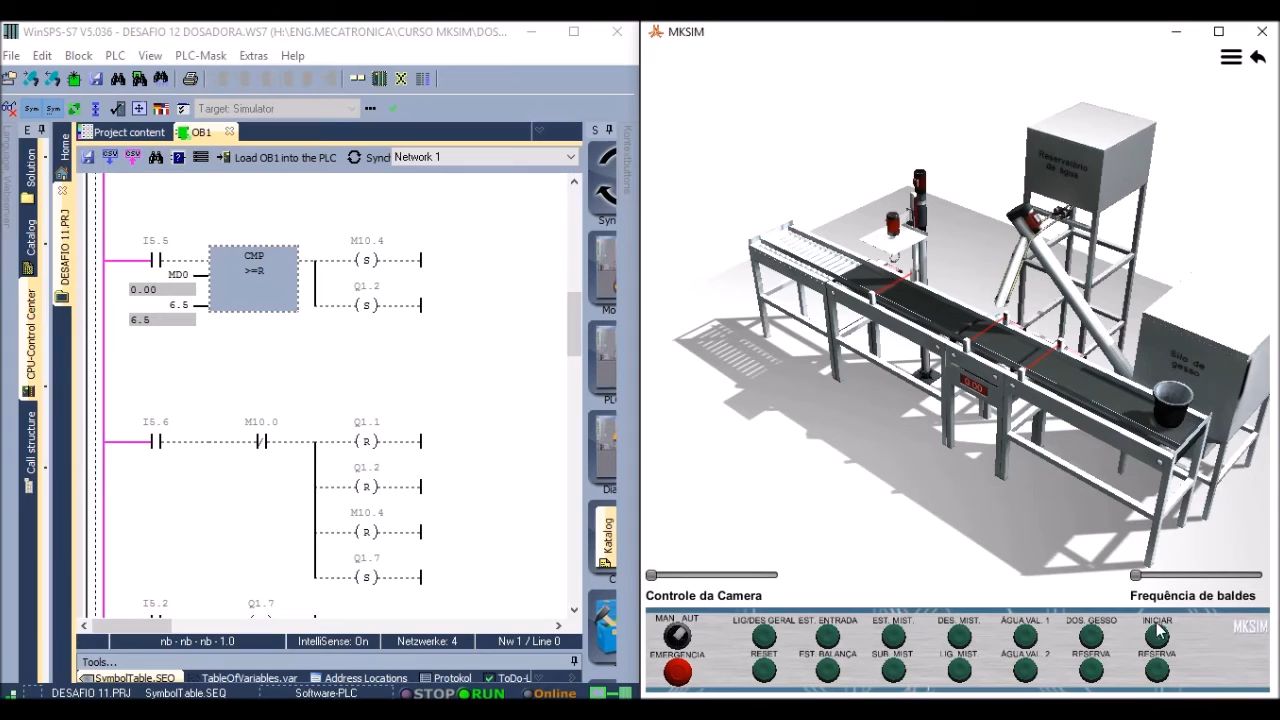 WinSPS-S7 V5.036 - DESAFIO 12 DOSADORA.WS7 (H:\ENG.MECATRONICA\CURSO MKSIM\DOS...
File Edit Block PLC View PLC-Mask Extras Help
Target: Simulator
Project content OB1
Load OB1 into the PLC Sync Network 1
Home
Solution
Catalog
CPU-Control Center
Call structure
DESAFIO 11.PRJ
I5.5 CMP M10.4
>=R (S)
MD0
0.00 Q1.2
6.5 (S)
6.5
I5.6 M10.0 Q1.1
(R)
Q1.2
(R)
M10.4
(R)
Q1.7
(S)
I5.2 Q1.7
Kontextbuttons
Katalog
nb - nb - nb - 1.0 IntelliSense: On Netzwerke: 4 Nw 1 / Line 0
Tools...
SymbolTable.SEQ TableOfVariables.var Address Locations Protokol ToDo-L
DESAFIO 11.PRJ SymbolTable.SEQ Software-PLC STOP RUN Online
MKSIM
Reservatório
de água
Silo de
gesso
0.00
Controle da Camera Frequência de baldes
MAN_AUT LIG/DES GERAL EST. ENTRADA EST. MIST. DES. MIST. ÁGUA VAL. 1 DOS. GESSO INICIAR
MKSIM
EMERGENCIA RESET EST. BALANÇA SUB. MIST. LIG. MIST. ÁGUA VAL. 2 RESERVA RESERVA